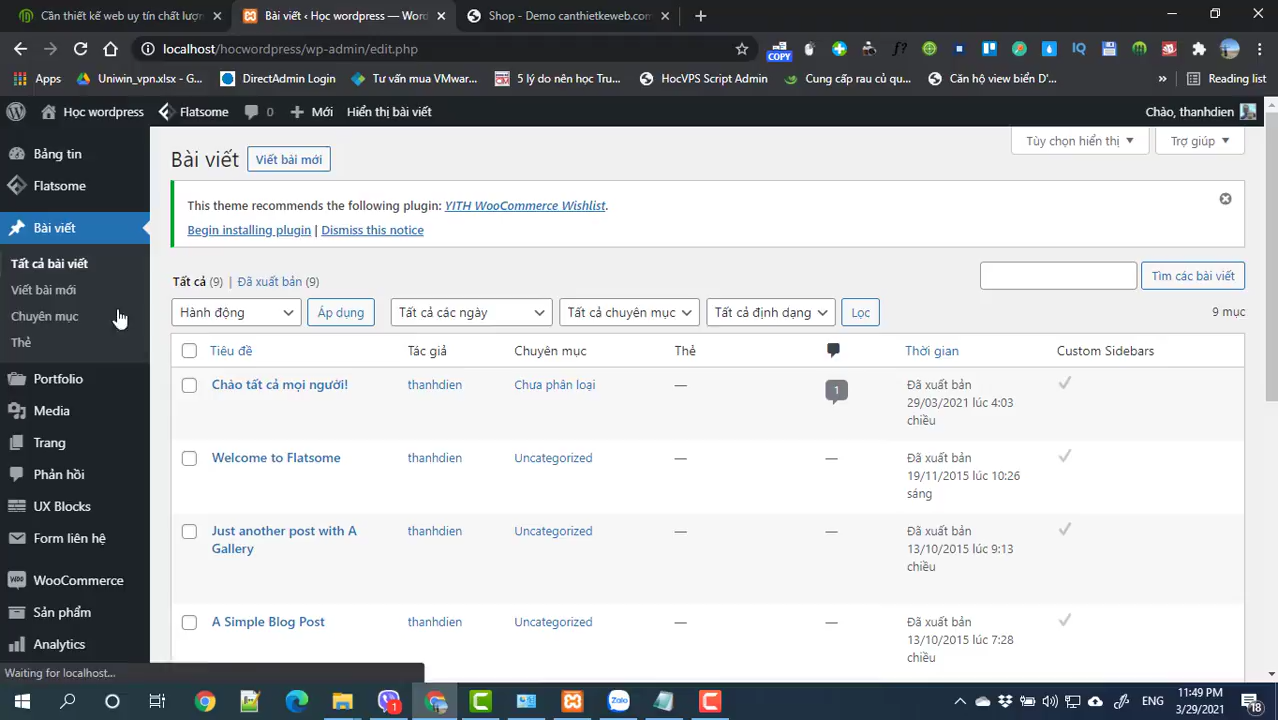 Cần thiết kế web uy tín chất lượn
Bài viết ‹ Học wordpress — Word
Shop - Demo canthietkeweb.com
localhost/hocwordpress/wp-admin/edit.php
COPY
f?
IQ
Apps
Uniwin_vpn.xlsx - G...
DirectAdmin Login
Tư vấn mua VMwar...
5 lý do nên học Tru...
HocVPS Script Admin
Cung cấp rau củ qu...
Căn hộ view biển D'...
»
Reading list
Học wordpress
Flatsome
0
Mới
Hiển thị bài viết
Chào, thanhdien
Bảng tin
Flatsome
Bài viết
Tất cả bài viết
Viết bài mới
Chuyên mục
Thẻ
Portfolio
Media
Trang
Phản hồi
UX Blocks
Form liên hệ
WooCommerce
Sản phẩm
Analytics
Waiting for localhost...
Tùy chọn hiển thị
Trợ giúp
Bài viết
Viết bài mới
This theme recommends the following plugin: YITH WooCommerce Wishlist.
Begin installing plugin | Dismiss this notice
Tất cả (9) | Đã xuất bản (9)
Tìm các bài viết
Hành động
Áp dụng
Tất cả các ngày
Tất cả chuyên mục
Tất cả định dạng
Lọc
9 mục
Tiêu đề
Tác giả
Chuyên mục
Thẻ
Thời gian
Custom Sidebars
Chào tất cả mọi người!
thanhdien
Chưa phân loại
—
1
Đã xuất bản
29/03/2021 lúc 4:03
chiều
Welcome to Flatsome
thanhdien
Uncategorized
—
—
Đã xuất bản
19/11/2015 lúc 10:26
sáng
Just another post with A
Gallery
thanhdien
Uncategorized
—
—
Đã xuất bản
13/10/2015 lúc 9:13
chiều
A Simple Blog Post
thanhdien
Uncategorized
—
—
Đã xuất bản
13/10/2015 lúc 7:28
chiều
1
ENG
11:49 PM
3/29/2021
18